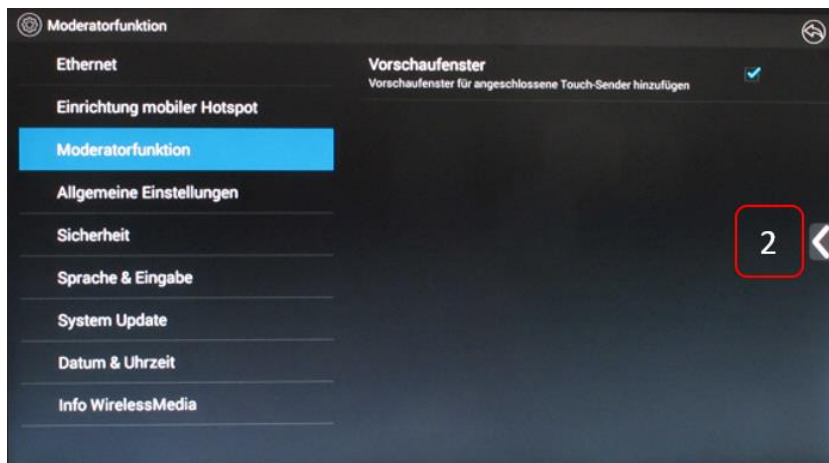 Moderatorfunktion
Ethernet
Einrichtung mobiler Hotspot
Moderatorfunktion
Allgemeine Einstellungen
Sicherheit
Sprache & Eingabe
System Update
Datum & Uhrzeit
Info WirelessMedia
Vorschaufenster
Vorschaufenster für angeschlossene Touch-Sender hinzufügen
2